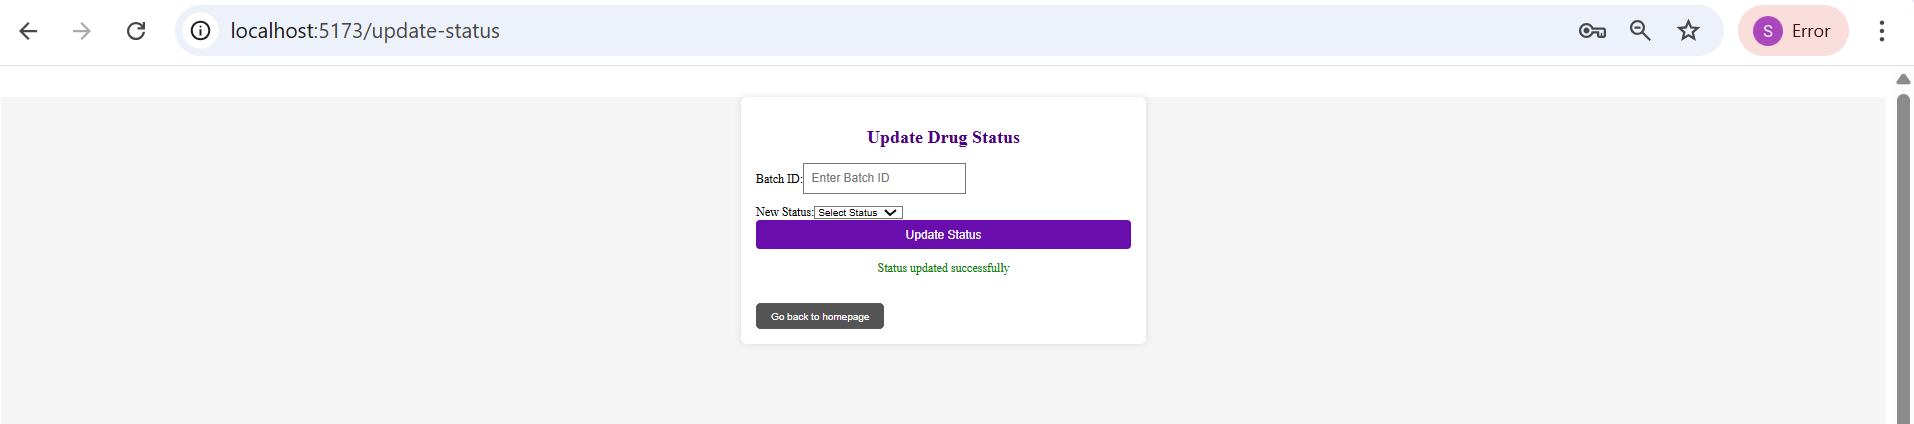 localhost:5173/update-status
S Error
Update Drug Status
Batch ID: Enter Batch ID
New Status: Select Status
Update Status
Status updated successfully
Go back to homepage